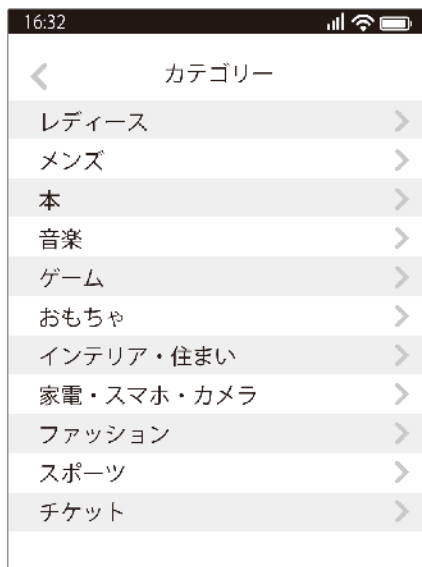 16:32
カテゴリー
レディース
メンズ
本
音楽
ゲーム
おもちゃ
インテリア・住まい
家電・スマホ・カメラ
ファッション
スポーツ
チケット